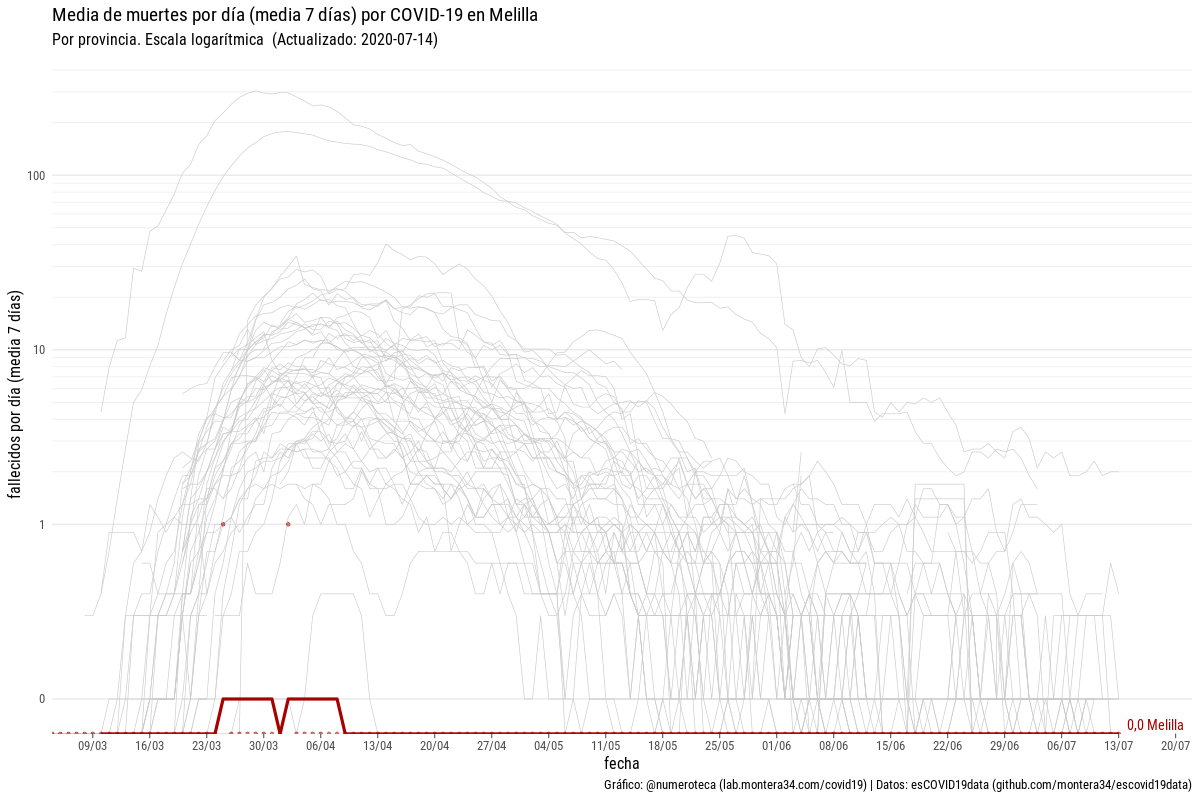 Media de muertes por día (media 7 días) por COVID-19 en Melilla
Por provincia. Escala logarítmica (Actualizado: 2020-07-14)
fallecidos por día (media 7 días)
100
10
1
0
0,0 Melilla
09/03 16/03 23/03 30/03 06/04 13/04 20/04 27/04 04/05 11/05 18/05 25/05 01/06 08/06 15/06 22/06 29/06 06/07 13/07 20/07
fecha
Gráfico: @numeroteca (lab.montera34.com/covid19) | Datos: esCOVID19data (github.com/montera34/escovid19data)